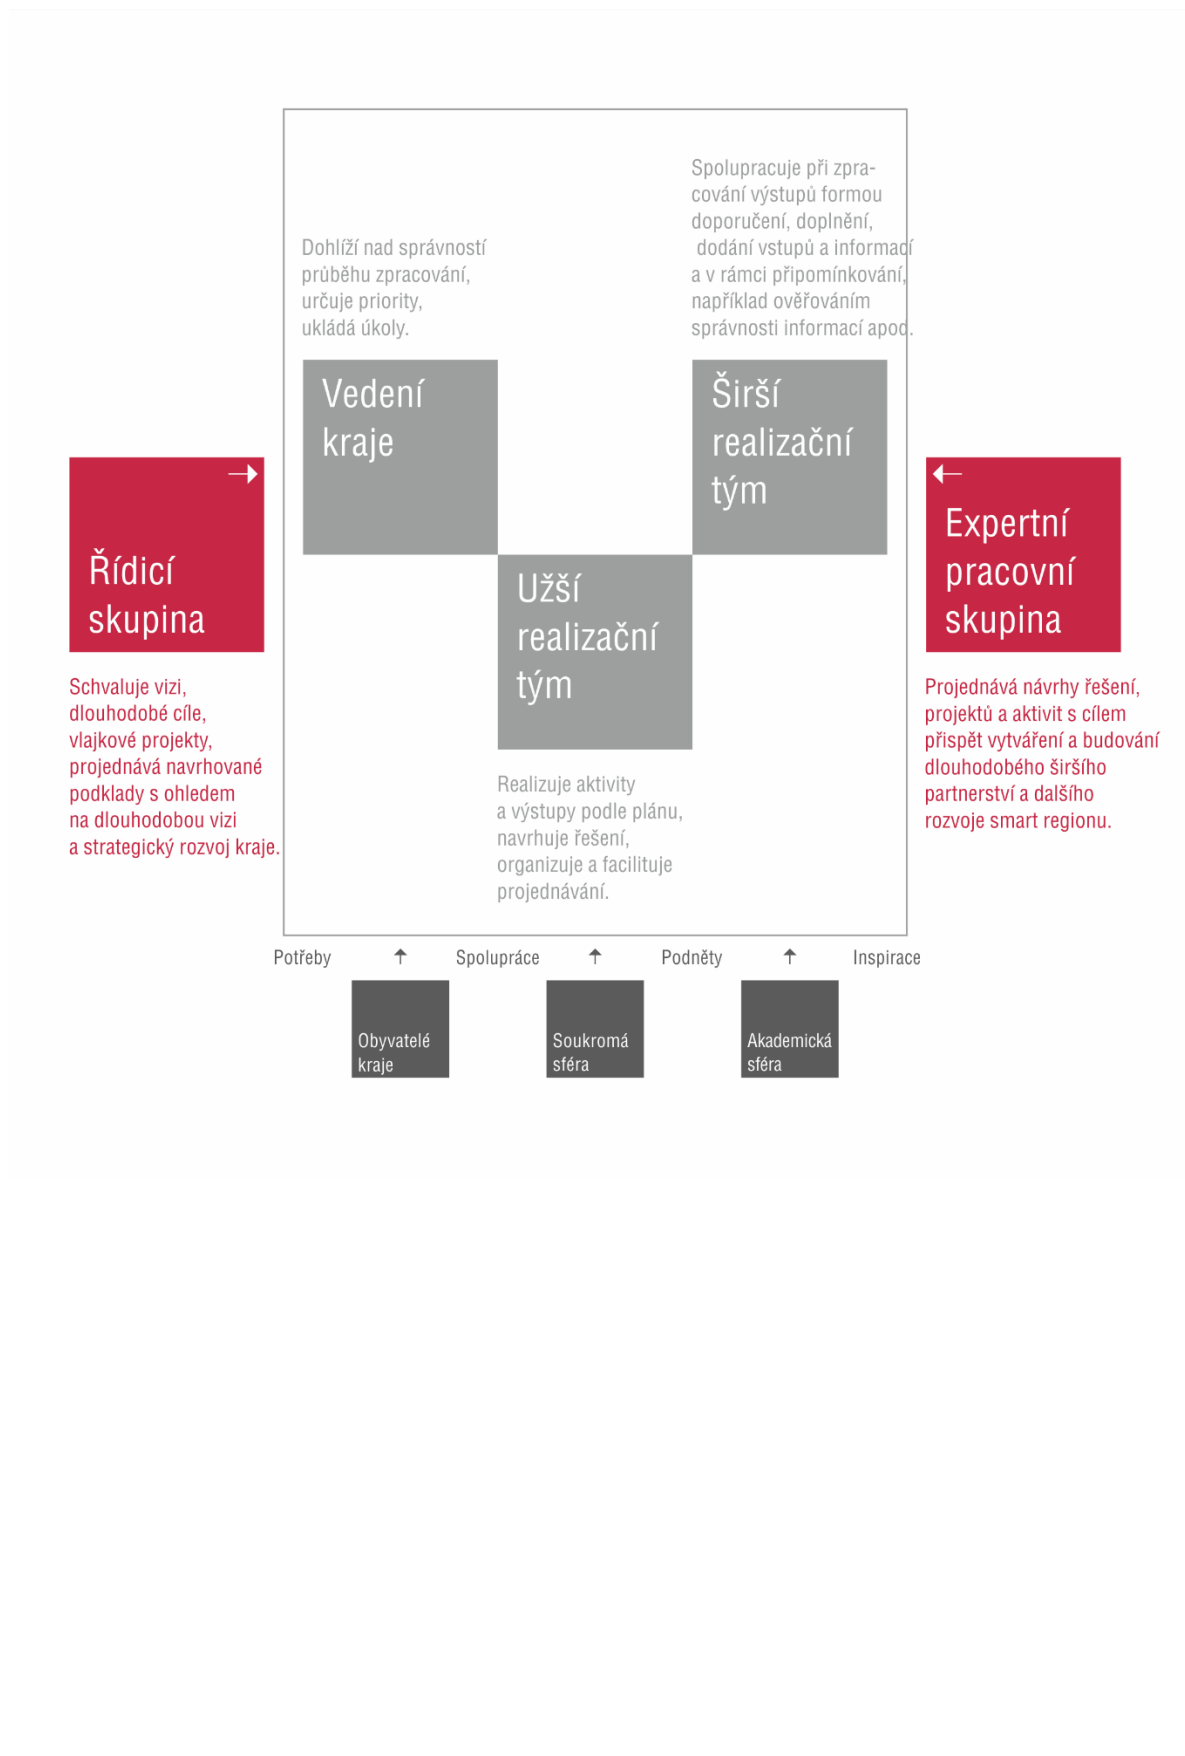 Spolupracuje při zpra-
cování výstupů formou
doporučení, doplnění,
dodání vstupů a informací
a v rámci připomínkování,
například ověřováním
správnosti informací apod.
Dohlíží nad správností
průběhu zpracování,
určuje priority,
ukládá úkoly.
Vedení
kraje
Širší
realizační
tým
Řídicí
skupina
Schvaluje vizi,
dlouhodobé cíle,
vlajkové projekty,
projednává navrhované
podklady s ohledem
na dlouhodobou vizi
a strategický rozvoj kraje.
Užší
realizační
tým
Realizuje aktivity
a výstupy podle plánu,
navrhuje řešení,
organizuje a facilituje
projednávání.
Expertní
pracovní
skupina
Projednává návrhy řešení,
projektů a aktivit s cílem
přispět vytváření a budování
dlouhodobého širšího
partnerství a dalšího
rozvoje smart regionu.
Potřeby ↑ Spolupráce ↑ Podněty ↑ Inspirace
Obyvatelé
kraje
Soukromá
sféra
Akademická
sféra